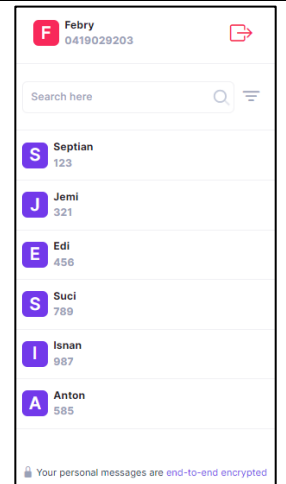 F
Febry
0419029203
Search here
S
Septian
123
J
Jemi
321
E
Edi
456
S
Suci
789
I
Isnan
987
A
Anton
585
Your personal messages are end-to-end encrypted